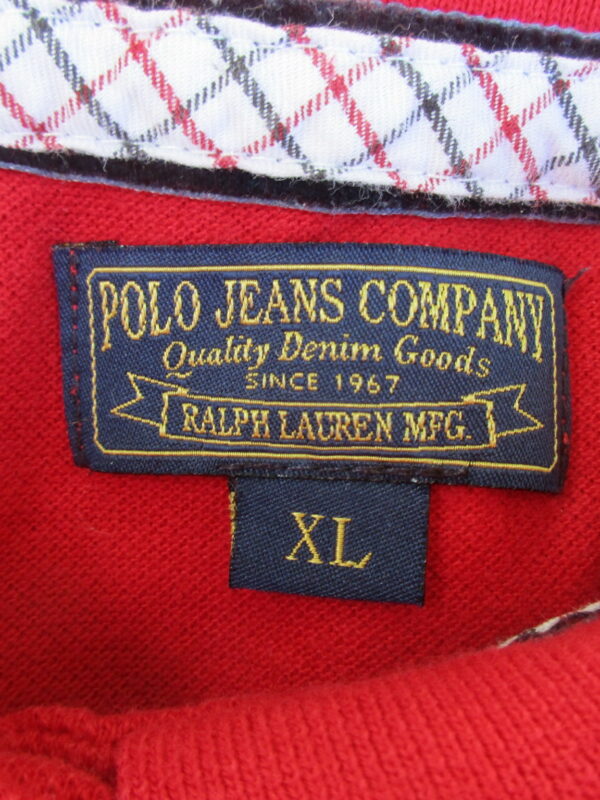 POLO JEANS COMPANY
Quality Denim Goods
SINCE 1967
RALPH LAUREN MFG.
XL